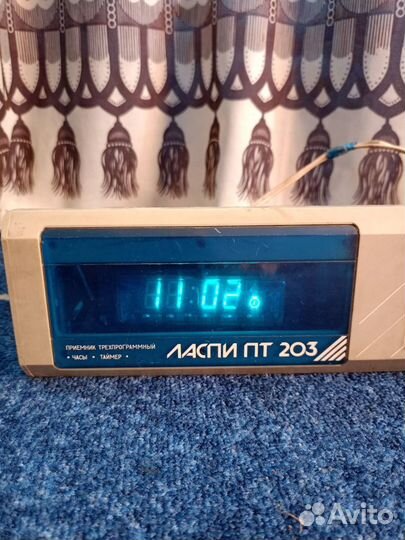 11 02
ПРИЕМНИК ТРЕХПРОГРАММНЫЙ
• ЧАСЫ • ТАЙМЕР •
ЛАСПИ ПТ 203
Avito